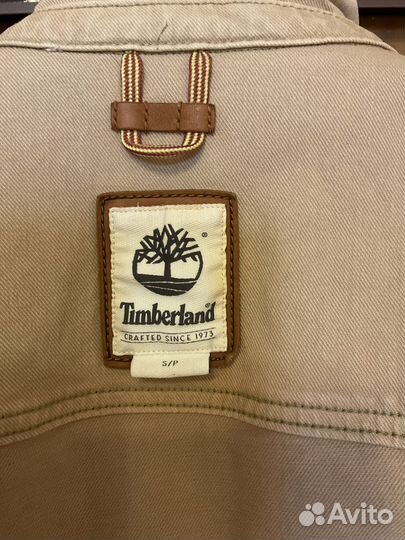 ®
Timberland®
CRAFTED SINCE 1973
S/P
Avito